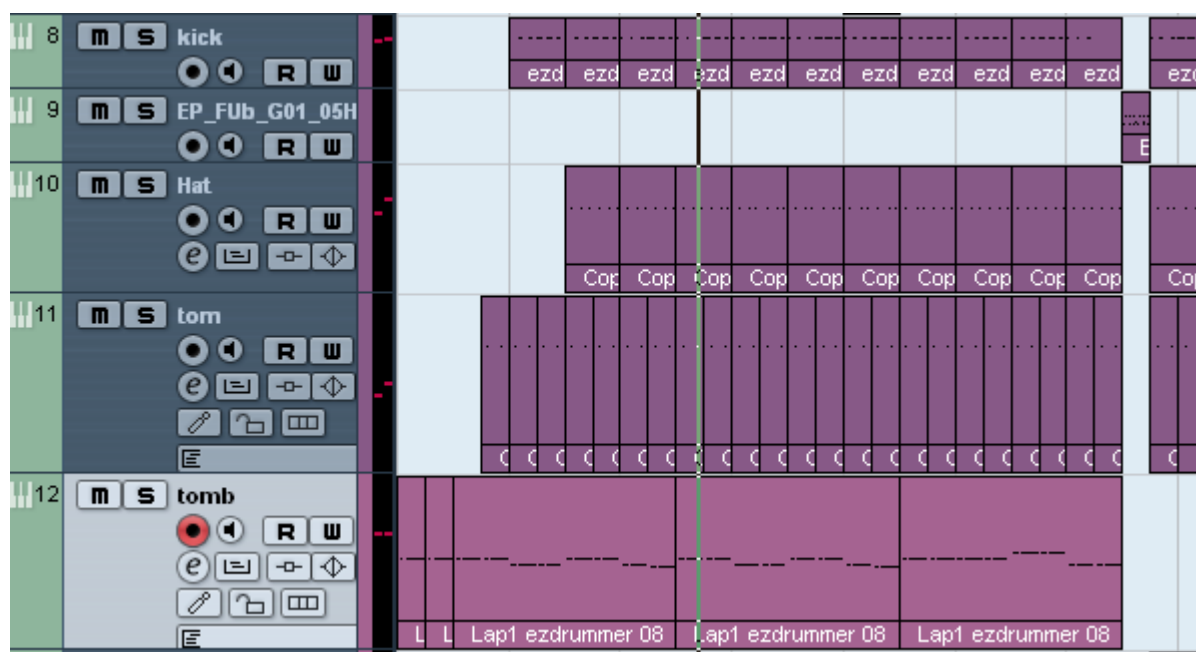 8 m S kick
R W
ezd ezd ezd ezd ezd ezd ezd ezd ezd ezd ezd ezd
9 m S EP_FUb_G01_05H
R W
E
10 m S Hat
R W
e
Cop Cop Cop Cop Cop Cop Cop Cop Cop Cop Co
11 m S tom
R W
e
C C C C C C C C C C C C C C C C C C C C C C C C
12 m S tomb
R W
e
L L Lap1 ezdrummer 08 Lap1 ezdrummer 08 Lap1 ezdrummer 08